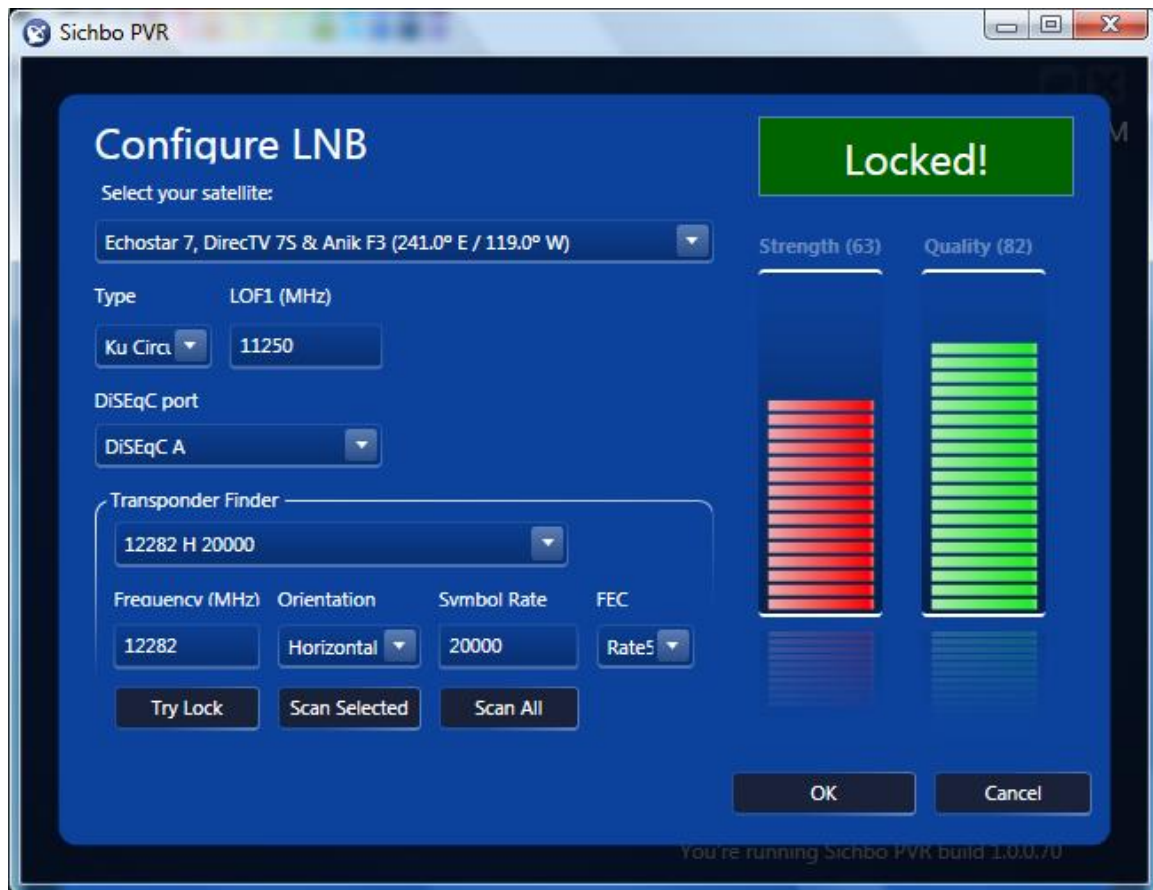 Sichbo PVR
Configure LNB
Locked!
Select your satellite:
Echostar 7, DirecTV 7S & Anik F3 (241.0º E / 119.0º W)
Strength (63) Quality (82)
Type LOF1 (MHz)
Ku Circu 11250
DiSEqC port
DiSEqC A
Transponder Finder
12282 H 20000
Frequency (MHz) Orientation Symbol Rate FEC
12282 Horizontal 20000 Rate5
Try Lock Scan Selected Scan All
OK Cancel
You're running Sichbo PVR build 1.0.0.70